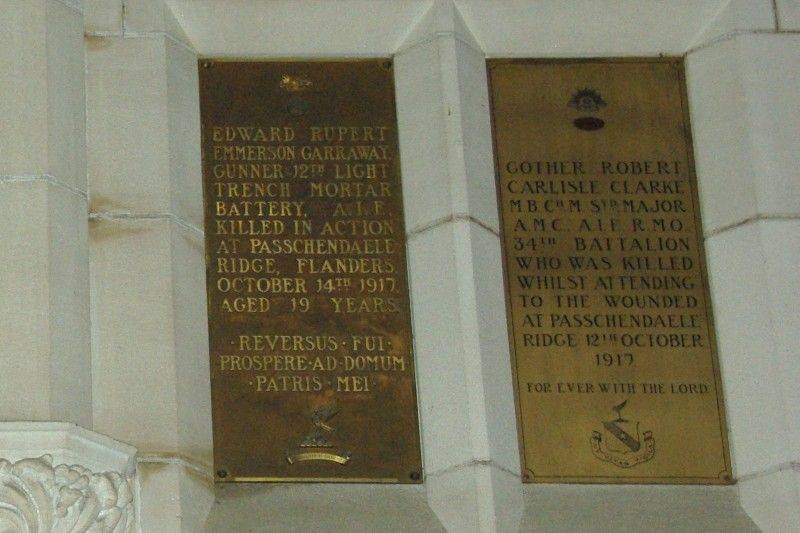 EDWARD RUPERT
EMMERSON GARRAWAY.
GUNNER 12TH LIGHT
TRENCH MORTAR
BATTERY, A.I.F.
KILLED IN ACTION
AT PASSCHENDAELE
RIDGE, FLANDERS.
OCTOBER 14TH 1917.
AGED 19 YEARS.
·REVERSUS·FUI·
·PROSPERE·AD·DOMUM
·PATRIS MEI·
GOTHER ROBERT
CARLISLE CLARKE
M.B. CH. M. SYD. MAJOR
A.M.C. A.I.F. R.M.O.
34TH BATTALION
WHO WAS KILLED
WHILST ATTENDING
TO THE WOUNDED
AT PASSCHENDAELE
RIDGE 12TH OCTOBER
1917
FOR EVER WITH THE LORD